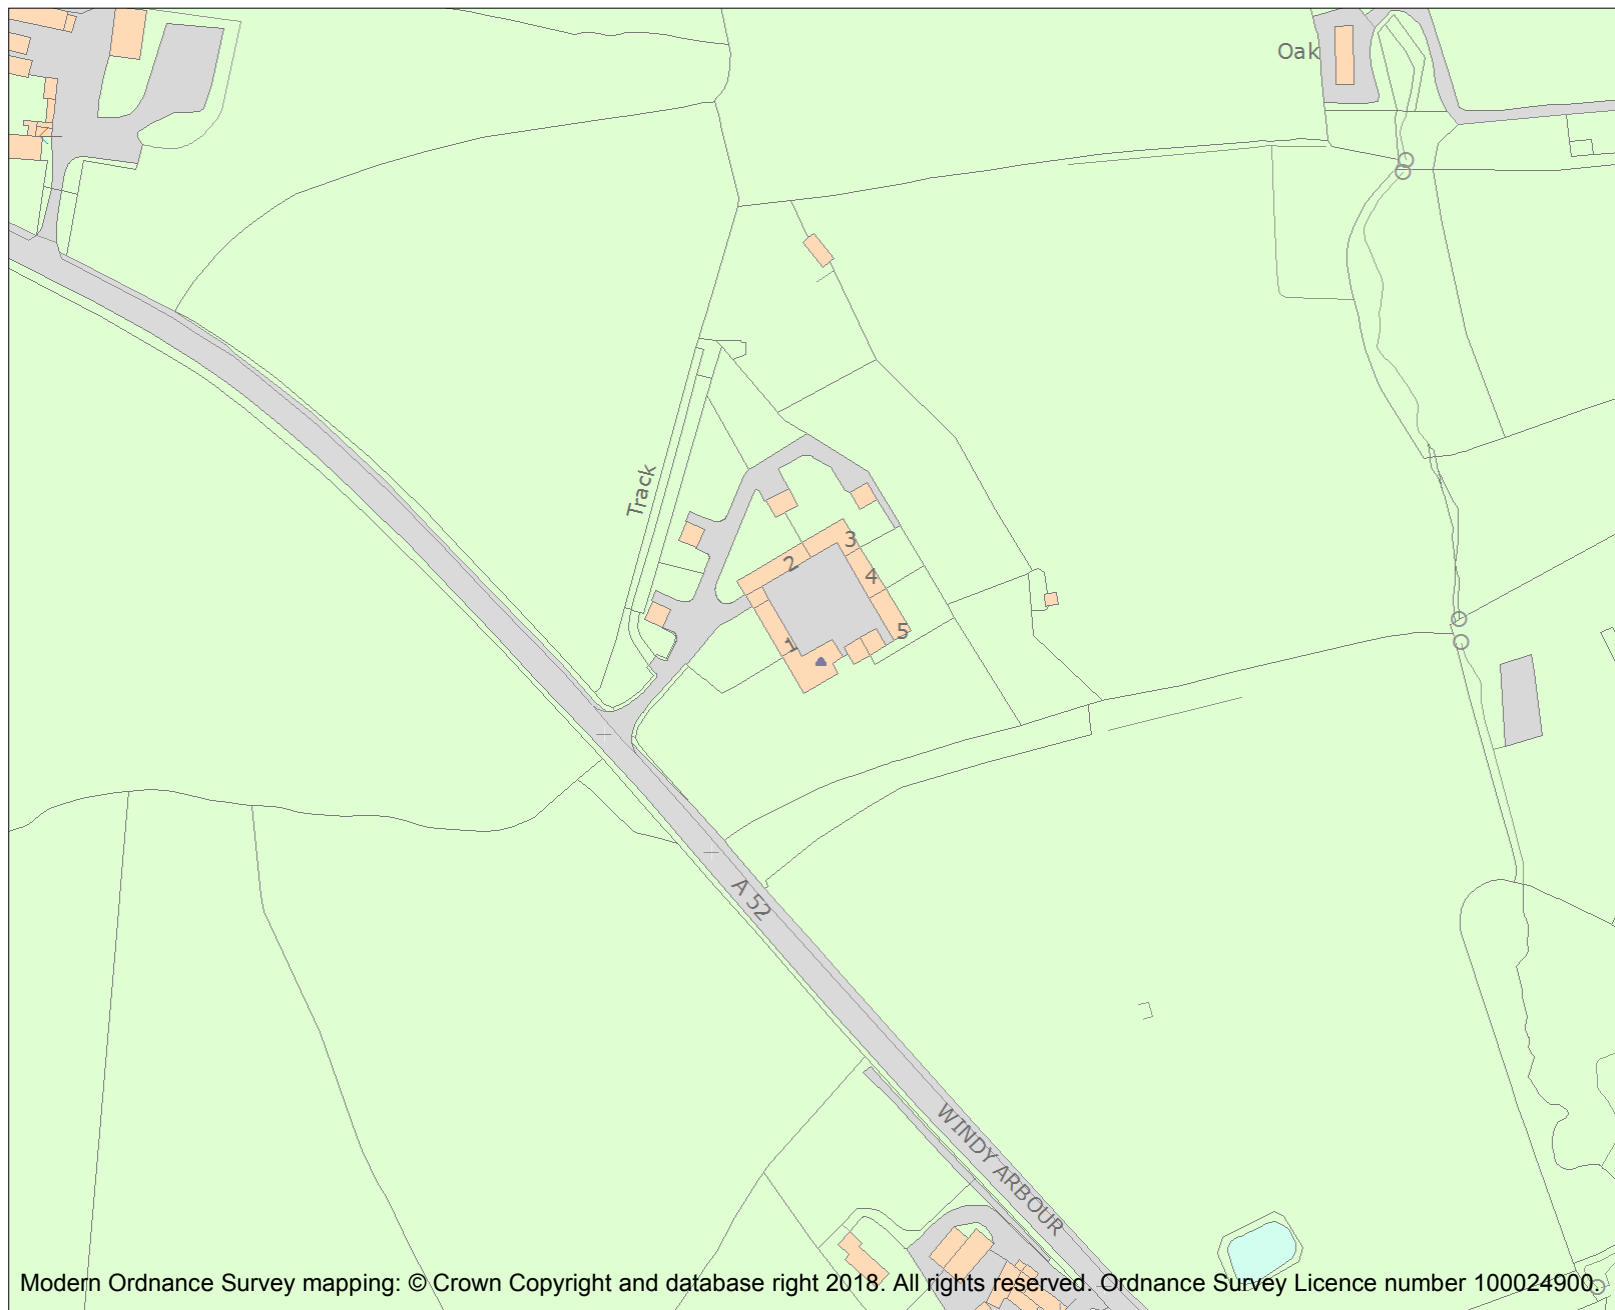 Oak
Track
3
2
4
5
1
A 52
WINDY ARBOUR
Modern Ordnance Survey mapping: © Crown Copyright and database right 2018. All rights reserved. Ordnance Survey Licence number 100024900.